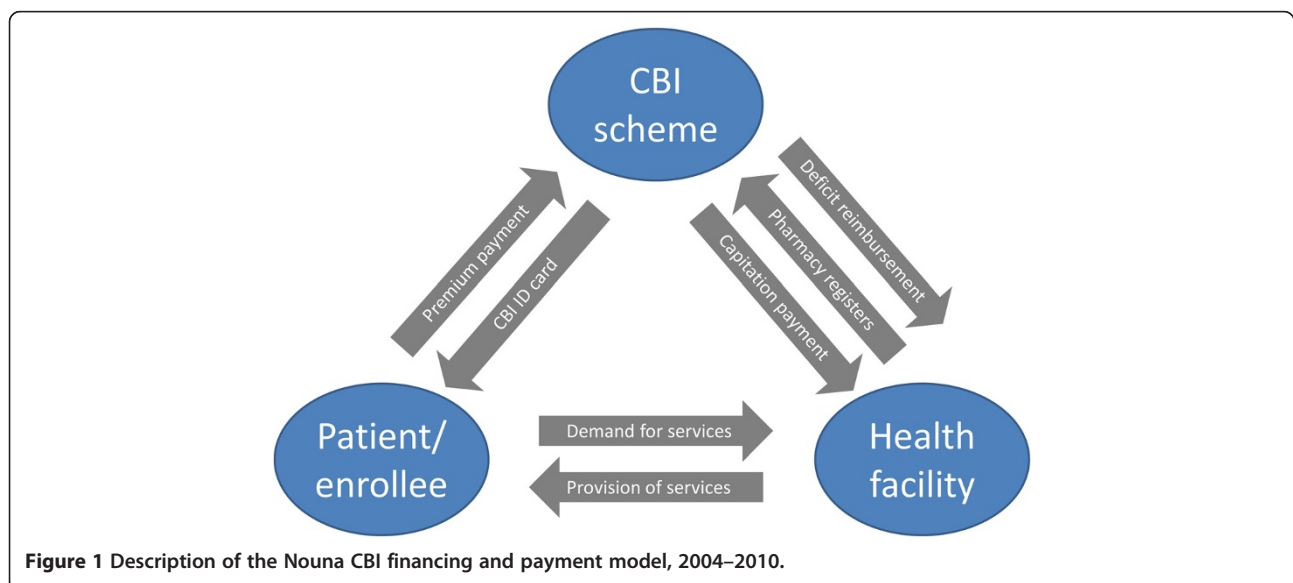 CBI
scheme
Premium payment
CBI ID card
Capitation payment
Pharmacy registers
Deficit reimbursement
Patient/
enrollee
Demand for services
Provision of services
Health
facility
Figure 1 Description of the Nouna CBI financing and payment model, 2004–2010.